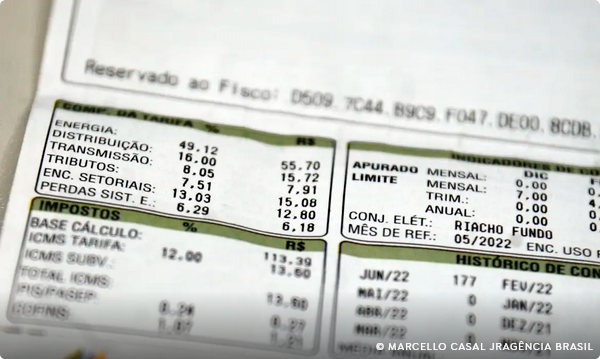 Reservado ao Fisco: D509.7C44.B9C9.F047.DE00.8CDB.
COMP. DA TARIFA % R$
ENERGIA: 49.12 55.70
DISTRIBUIÇÃO: 16.00 15.72
TRANSMISSÃO: 8.05 7.91
TRIBUTOS: 7.51 15.08
ENC. SETORIAIS: 13.03 12.80
PERDAS SIST. E.: 6.29 6.18
IMPOSTOS % R$
BASE CÁLCULO: 113.39
ICMS TARIFA: 12.00 13.60
ICMS SUBV.:
TOTAL ICMS: 13.60
PIS/PASEP
COFINS:
INDICADORES DE
DIC
APURADO MENSAL: 0.00
LIMITE MENSAL: 7.00
TRIM.: 0.00
ANUAL: 0.00
CONJ. ELÉT.: RIACHO FUNDO
MÊS DE REF.: 05/2022 ENC. USO
HISTÓRICO DE CON
JUN/22 177 FEV/22
MAI/22 0 JAN/22
ABR/22 0 DEZ/21
© MARCELLO CASAL JRAGÊNCIA BRASIL